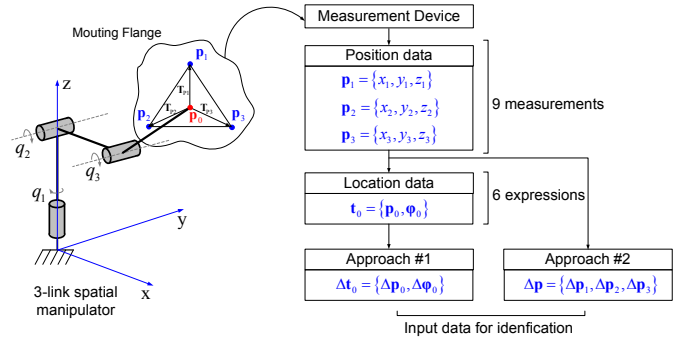 Mouting Flange
p1
TP1
TP2
TP3
p2
p0
p3
z
q2
q3
q1
y
x
3-link spatial
manipulator
Measurement Device
Position data
p1 = {x1, y1, z1}
p2 = {x2, y2, z2}
p3 = {x3, y3, z3}
9 measurements
Location data
t0 = {p0, φ0}
6 expressions
Approach #1
Δt0 = {Δp0, Δφ0}
Approach #2
Δp = {Δp1, Δp2, Δp3}
Input data for idenfication